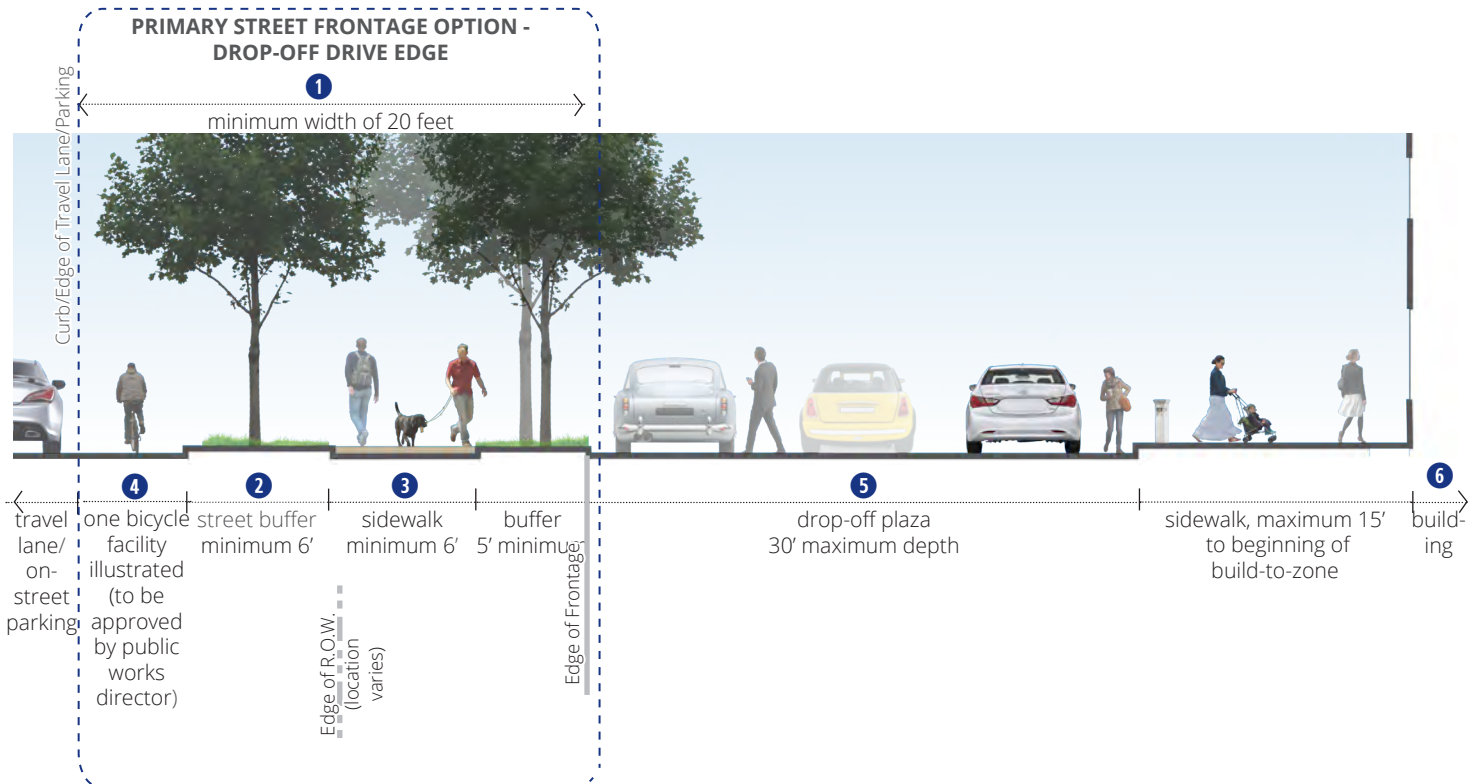 PRIMARY STREET FRONTAGE OPTION -
DROP-OFF DRIVE EDGE
1
minimum width of 20 feet
Curb/Edge of Travel Lane/Parking
travel
lane/
on-
street
parking
4
one bicycle
facility
illustrated
(to be
approved
by public
works
director)
2
street buffer
minimum 6'
3
sidewalk
minimum 6'
buffer
5' minimum
Edge of R.O.W.
(location
varies)
Edge of Frontage
5
drop-off plaza
30' maximum depth
sidewalk, maximum 15'
to beginning of
build-to-zone
6
build-
ing